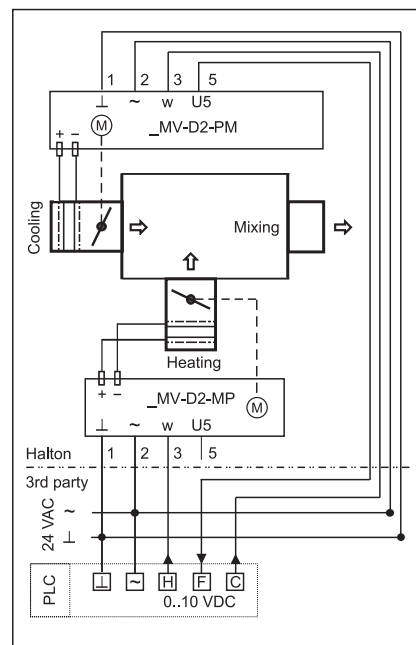 1 2 3 5
⊥ ~ w U5
M _MV-D2-PM
+ −
Cooling
Mixing
Heating
+ − _MV-D2-MP
M
⊥ ~ w U5
Halton 1 2 3 5
3rd party
24 VAC ~
⊥
PLC
⊥ ~ H F C
0..10 VDC